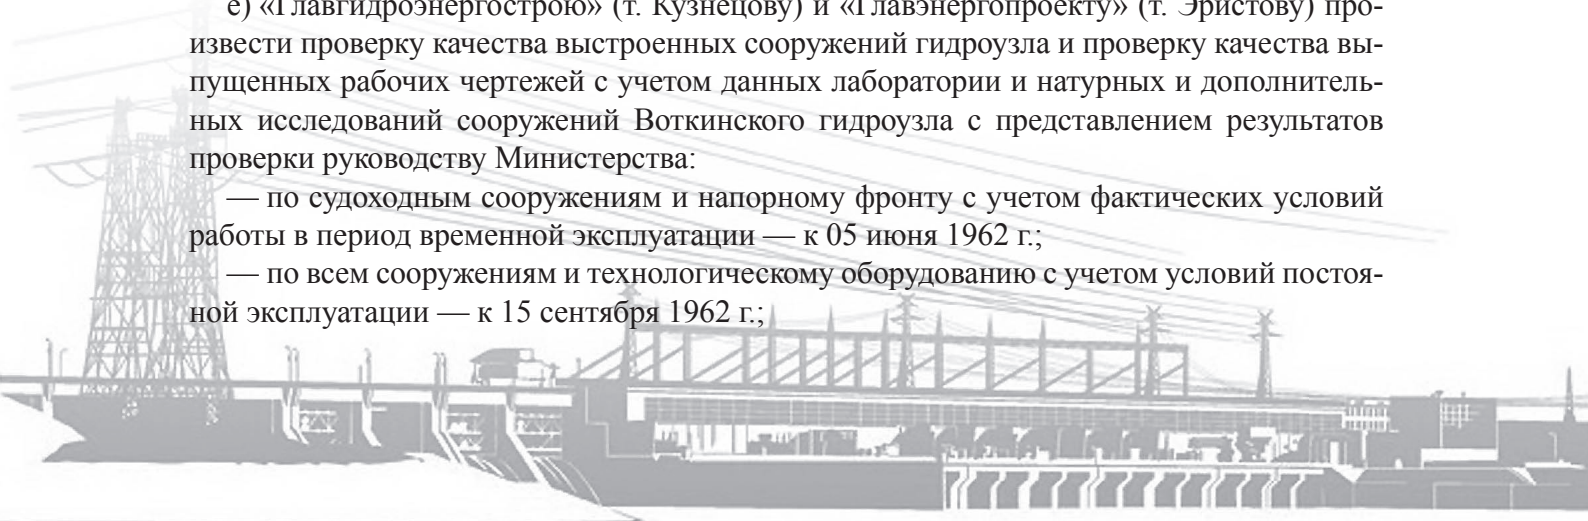 е) «Главгидроэнергострою» (т. Кузнецову) и «Главэнергопроекту» (т. Эристову) про-
извести проверку качества выстроенных сооружений гидроузла и проверку качества вы-
пущенных рабочих чертежей с учетом данных лаборатории и натурных и дополнитель-
ных исследований сооружений Воткинского гидроузла с представлением результатов
проверки руководству Министерства:
— по судоходным сооружениям и напорному фронту с учетом фактических условий
работы в период временной эксплуатации — к 05 июня 1962 г.;
— по всем сооружениям и технологическому оборудованию с учетом условий постоя-
ной эксплуатации — к 15 сентября 1962 г.;